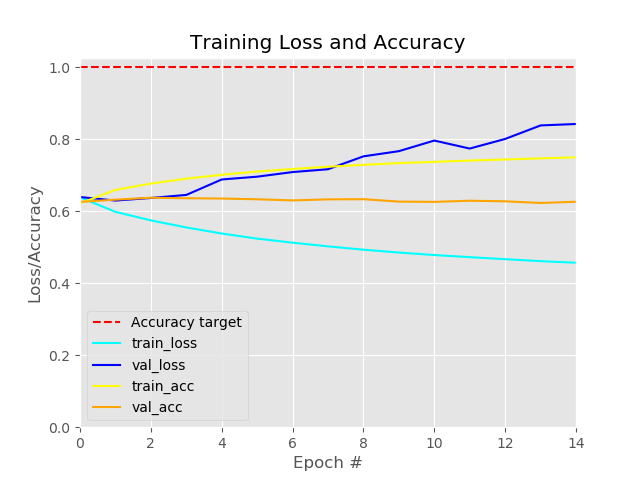 Training Loss and Accuracy
Loss/Accuracy
1.0
0.8
0.6
0.4
0.2
0.0
Accuracy target
train_loss
val_loss
train_acc
val_acc
0 2 4 6 8 10 12 14
Epoch #